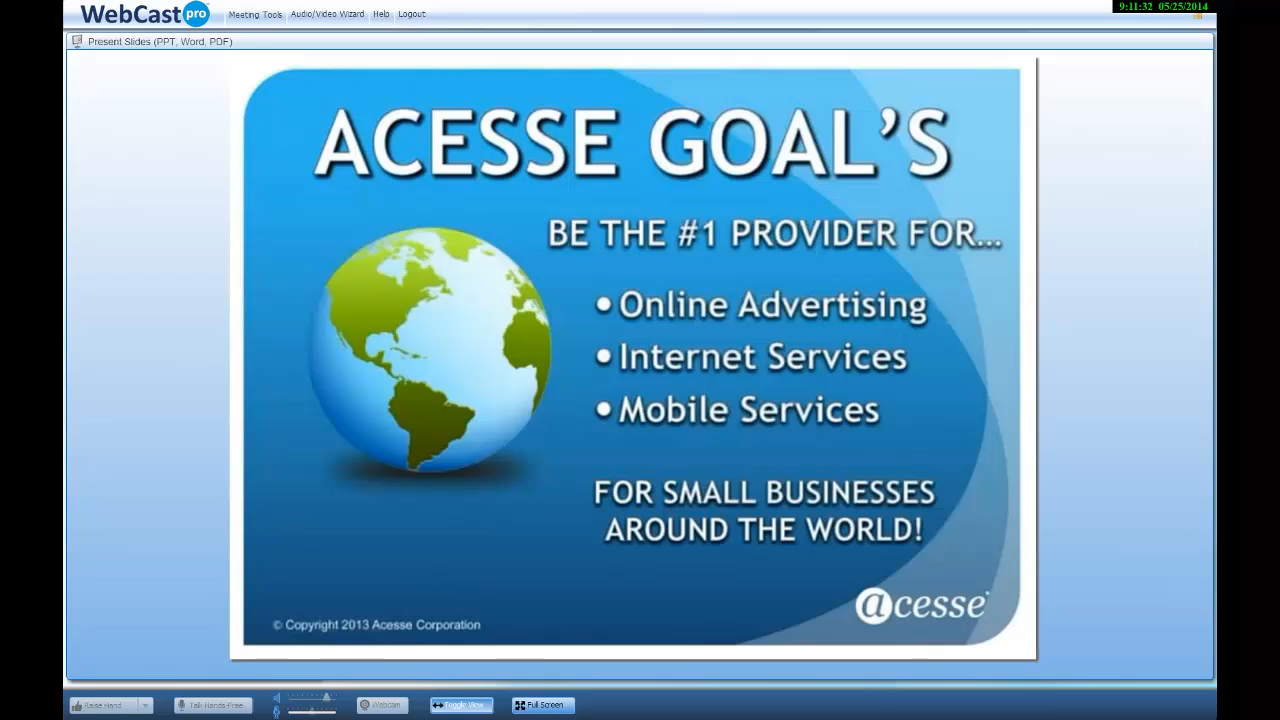 9:11:32 05/25/2014
WebCast pro
Meeting Tools Audio/Video Wizard Help Logout
Present Slides (PPT, Word, PDF)
ACESSE GOAL'S
BE THE #1 PROVIDER FOR...
• Online Advertising
• Internet Services
• Mobile Services
FOR SMALL BUSINESSES
AROUND THE WORLD!
acesse
© Copyright 2013 Acesse Corporation
Raise Hand Talk Hands-Free Webcam Toggle View Full Screen